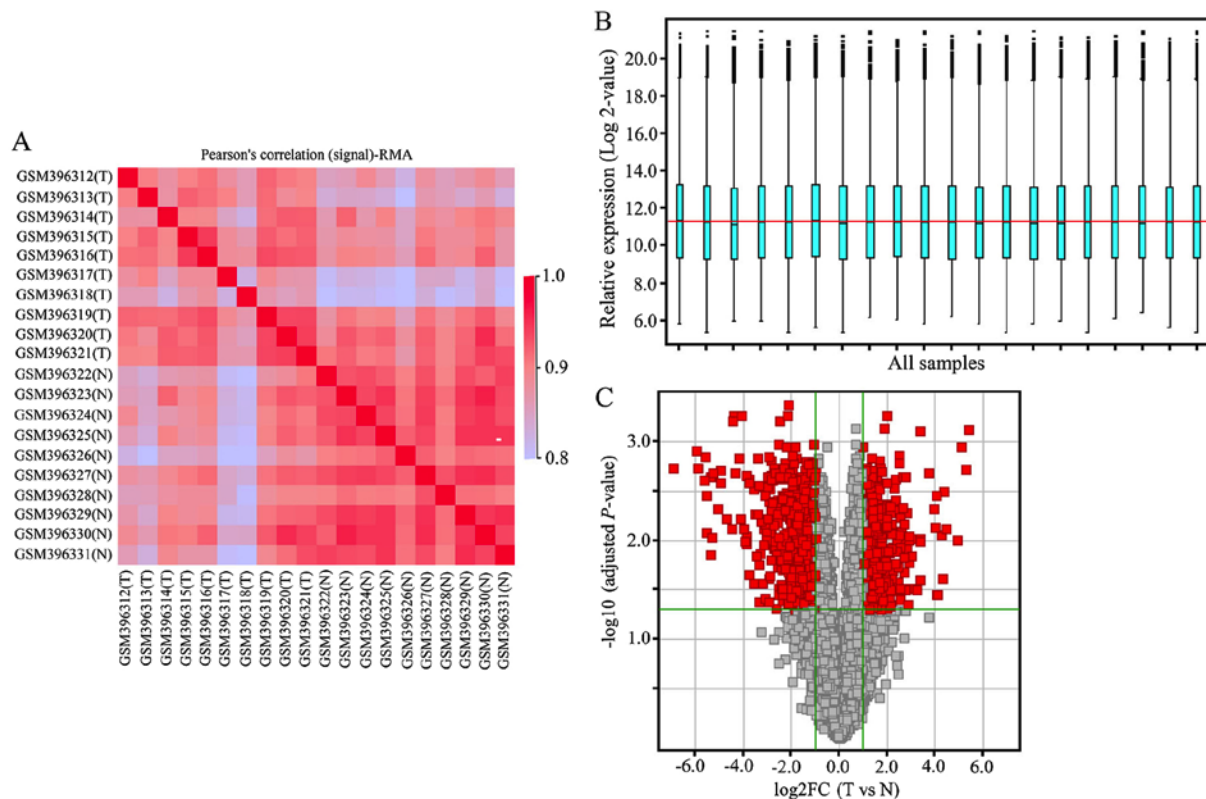 A
Pearson's correlation (signal)-RMA
GSM396312(T)
GSM396313(T)
GSM396314(T)
GSM396315(T)
GSM396316(T)
GSM396317(T)
GSM396318(T)
GSM396319(T)
GSM396320(T)
GSM396321(T)
GSM396322(N)
GSM396323(N)
GSM396324(N)
GSM396325(N)
GSM396326(N)
GSM396327(N)
GSM396328(N)
GSM396329(N)
GSM396330(N)
GSM396331(N)
GSM396312(T)
GSM396313(T)
GSM396314(T)
GSM396315(T)
GSM396316(T)
GSM396317(T)
GSM396318(T)
GSM396319(T)
GSM396320(T)
GSM396321(T)
GSM396322(N)
GSM396323(N)
GSM396324(N)
GSM396325(N)
GSM396326(N)
GSM396327(N)
GSM396328(N)
GSM396329(N)
GSM396330(N)
GSM396331(N)
1.0
0.9
0.8
B
Relative expression (Log 2-value)
20.0
18.0
16.0
14.0
12.0
10.0
8.0
6.0
All samples
C
-log10 (adjusted P-value)
3.0
2.0
1.0
-6.0 -4.0 -2.0 0.0 2.0 4.0 6.0
log2FC (T vs N)